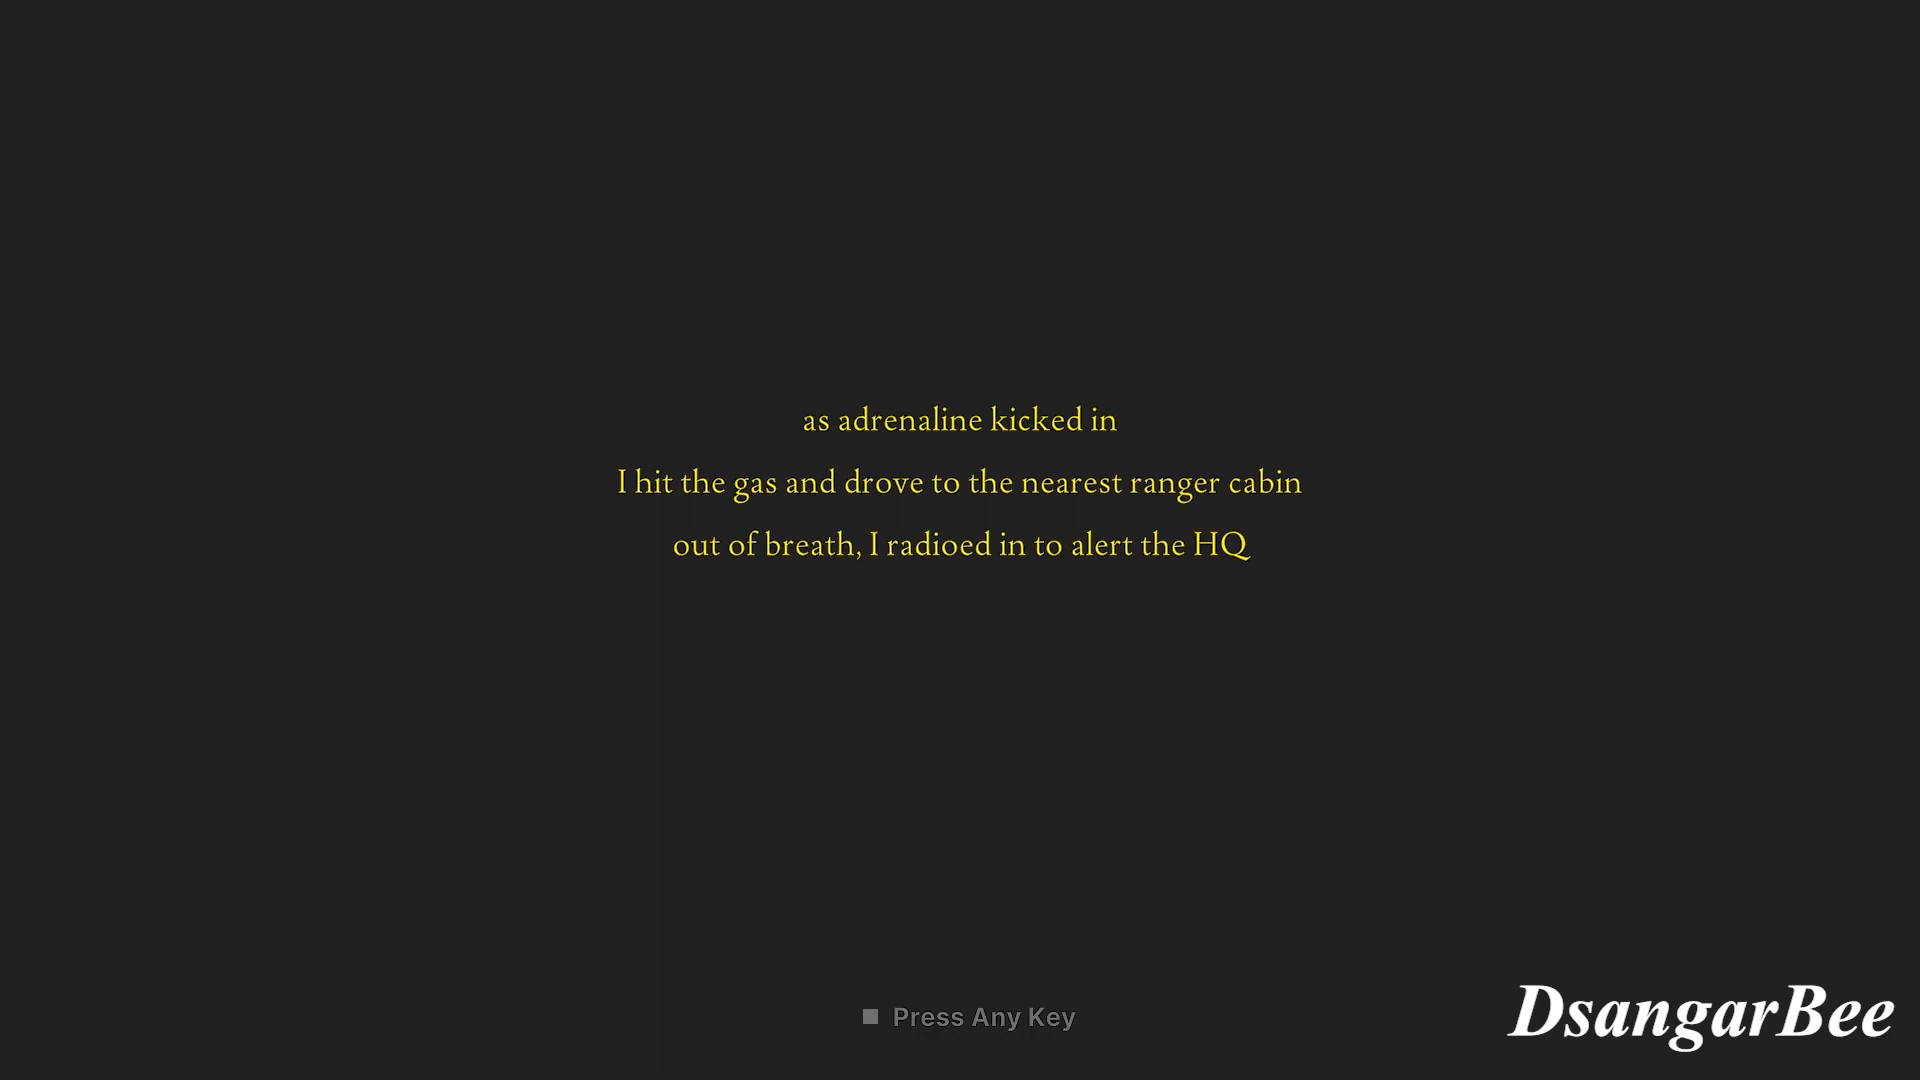 as adrenaline kicked in
I hit the gas and drove to the nearest ranger cabin
out of breath, I radioed in to alert the HQ
Press Any Key
DsangarBee